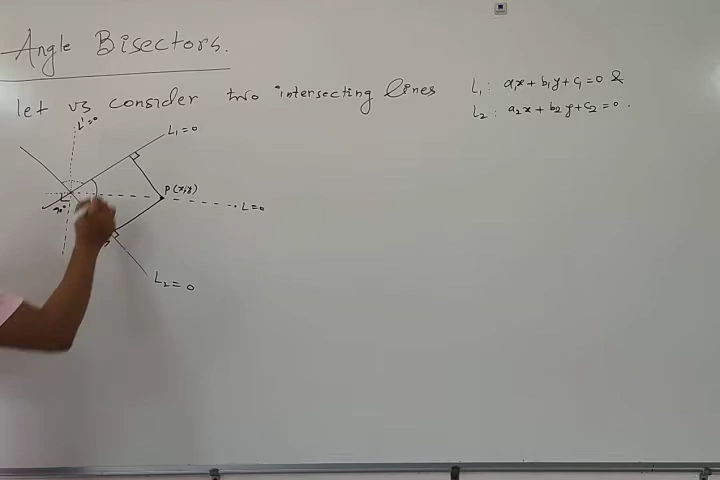 Angle Bisectors.
let us consider two intersecting lines L₁: a₁x + b₁y + c₁ = 0 &
L₂: a₂x + b₂y + c₂ = 0.
L' = 0
L₁ = 0
P(x,y)
90°
L = 0
L₂ = 0